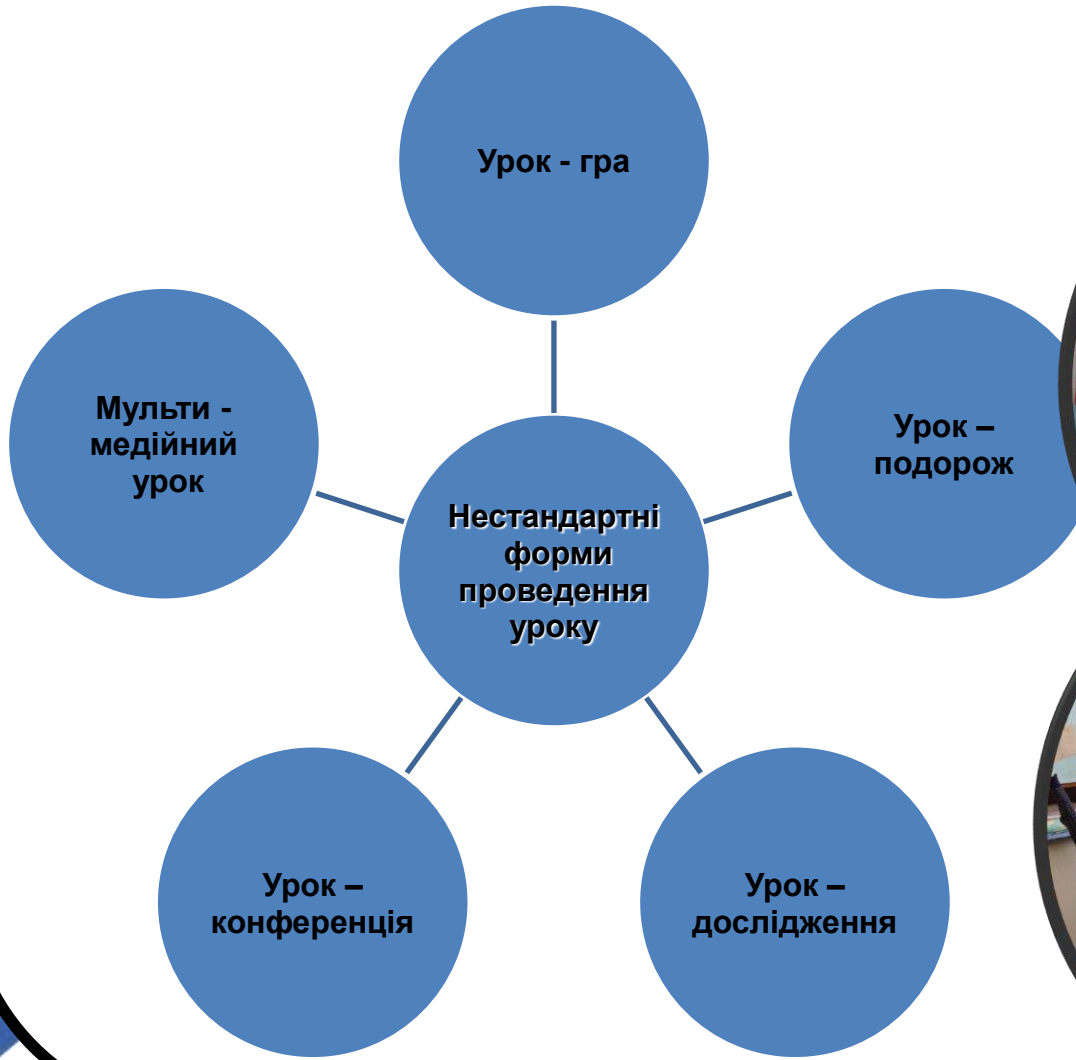 Урок - гра
Мульти -
медійний
урок
Урок –
подорож
Нестандартні
форми
проведення
уроку
Урок –
конференція
Урок –
дослідження